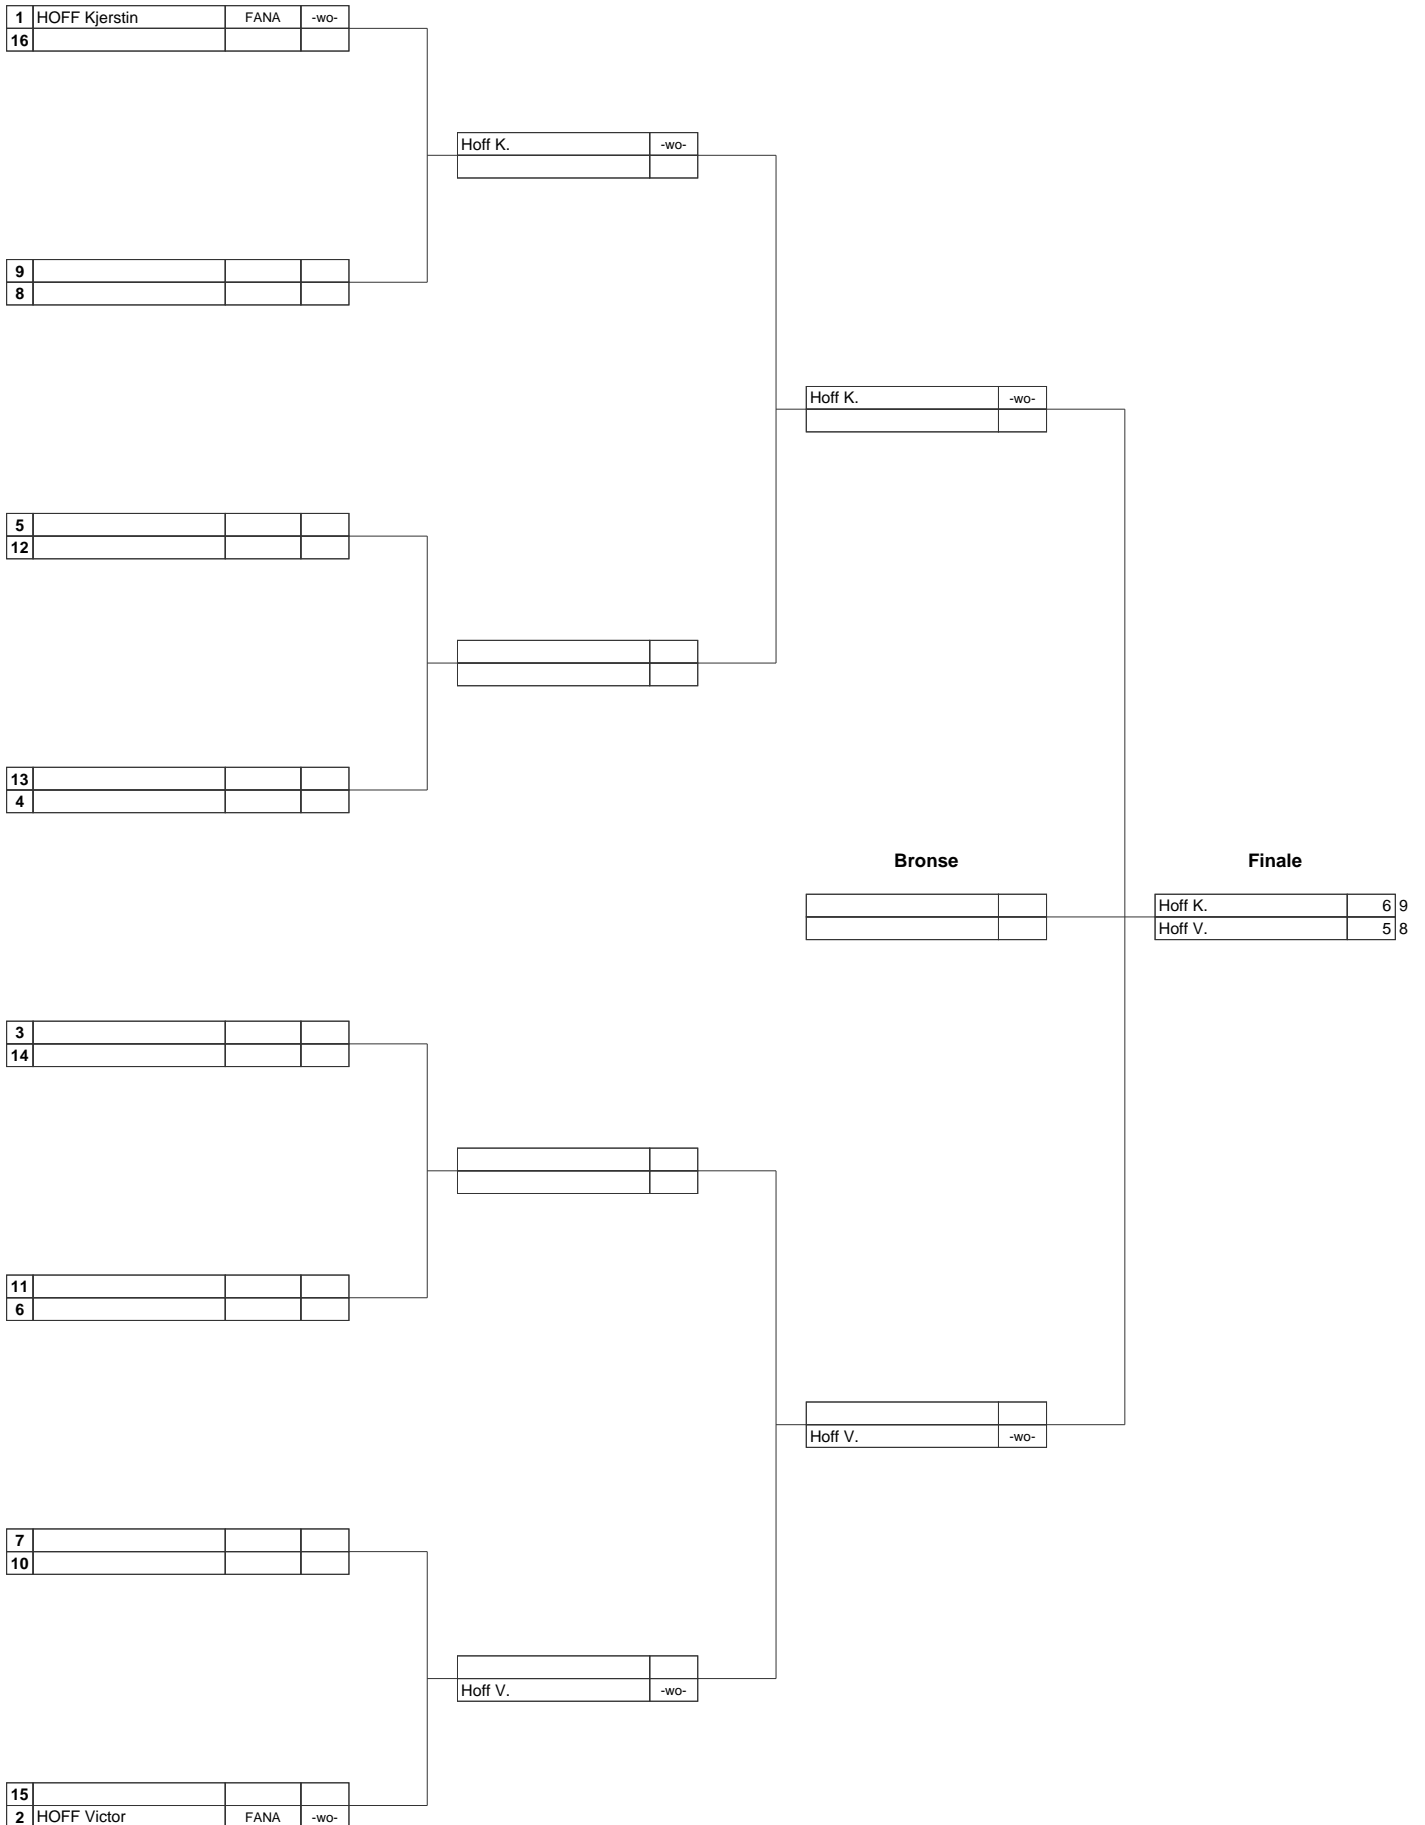 1 HOFF Kjerstin FANA -wo-
16
Hoff K. -wo-
9
8
Hoff K. -wo-
5
12
13
4
Bronse Finale
Hoff K. 6 9
Hoff V. 5 8
3
14
11
6
Hoff V. -wo-
7
10
Hoff V. -wo-
15
2 HOFF Victor FANA -wo-